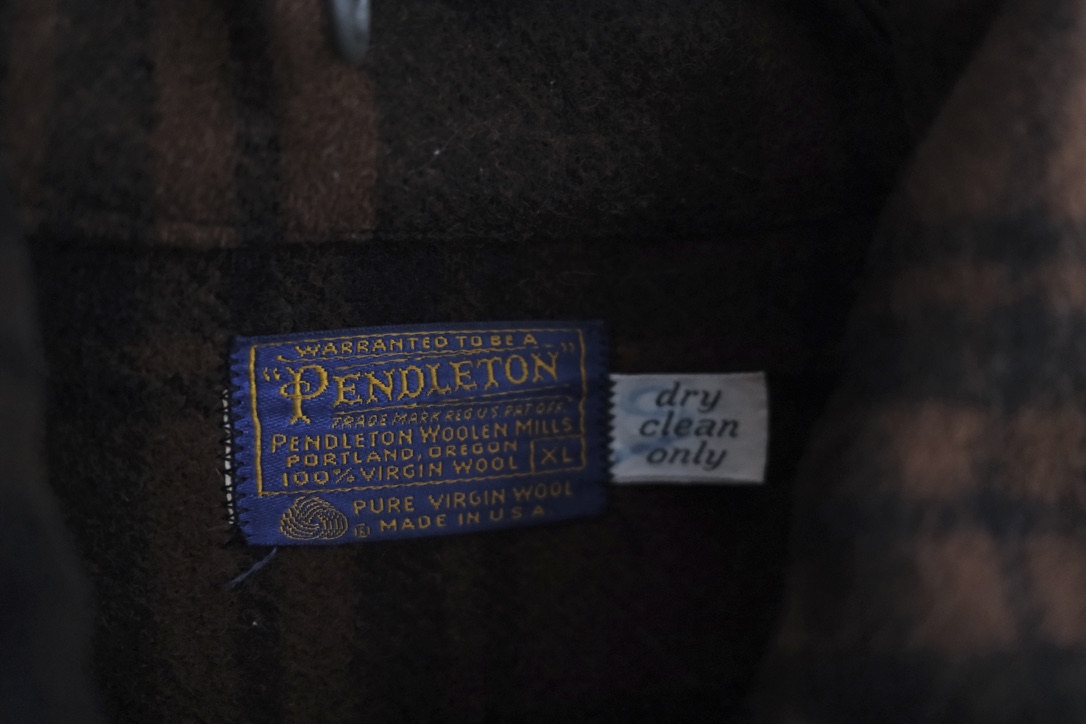 WARRANTED TO BE A
"PENDLETON"
TRADE MARK REG US PAT OFF.
PENDLETON WOOLEN MILLS
PORTLAND, OREGON
100% VIRGIN WOOL
XL
PURE VIRGIN WOOL
® MADE IN U S A
dry
clean
only